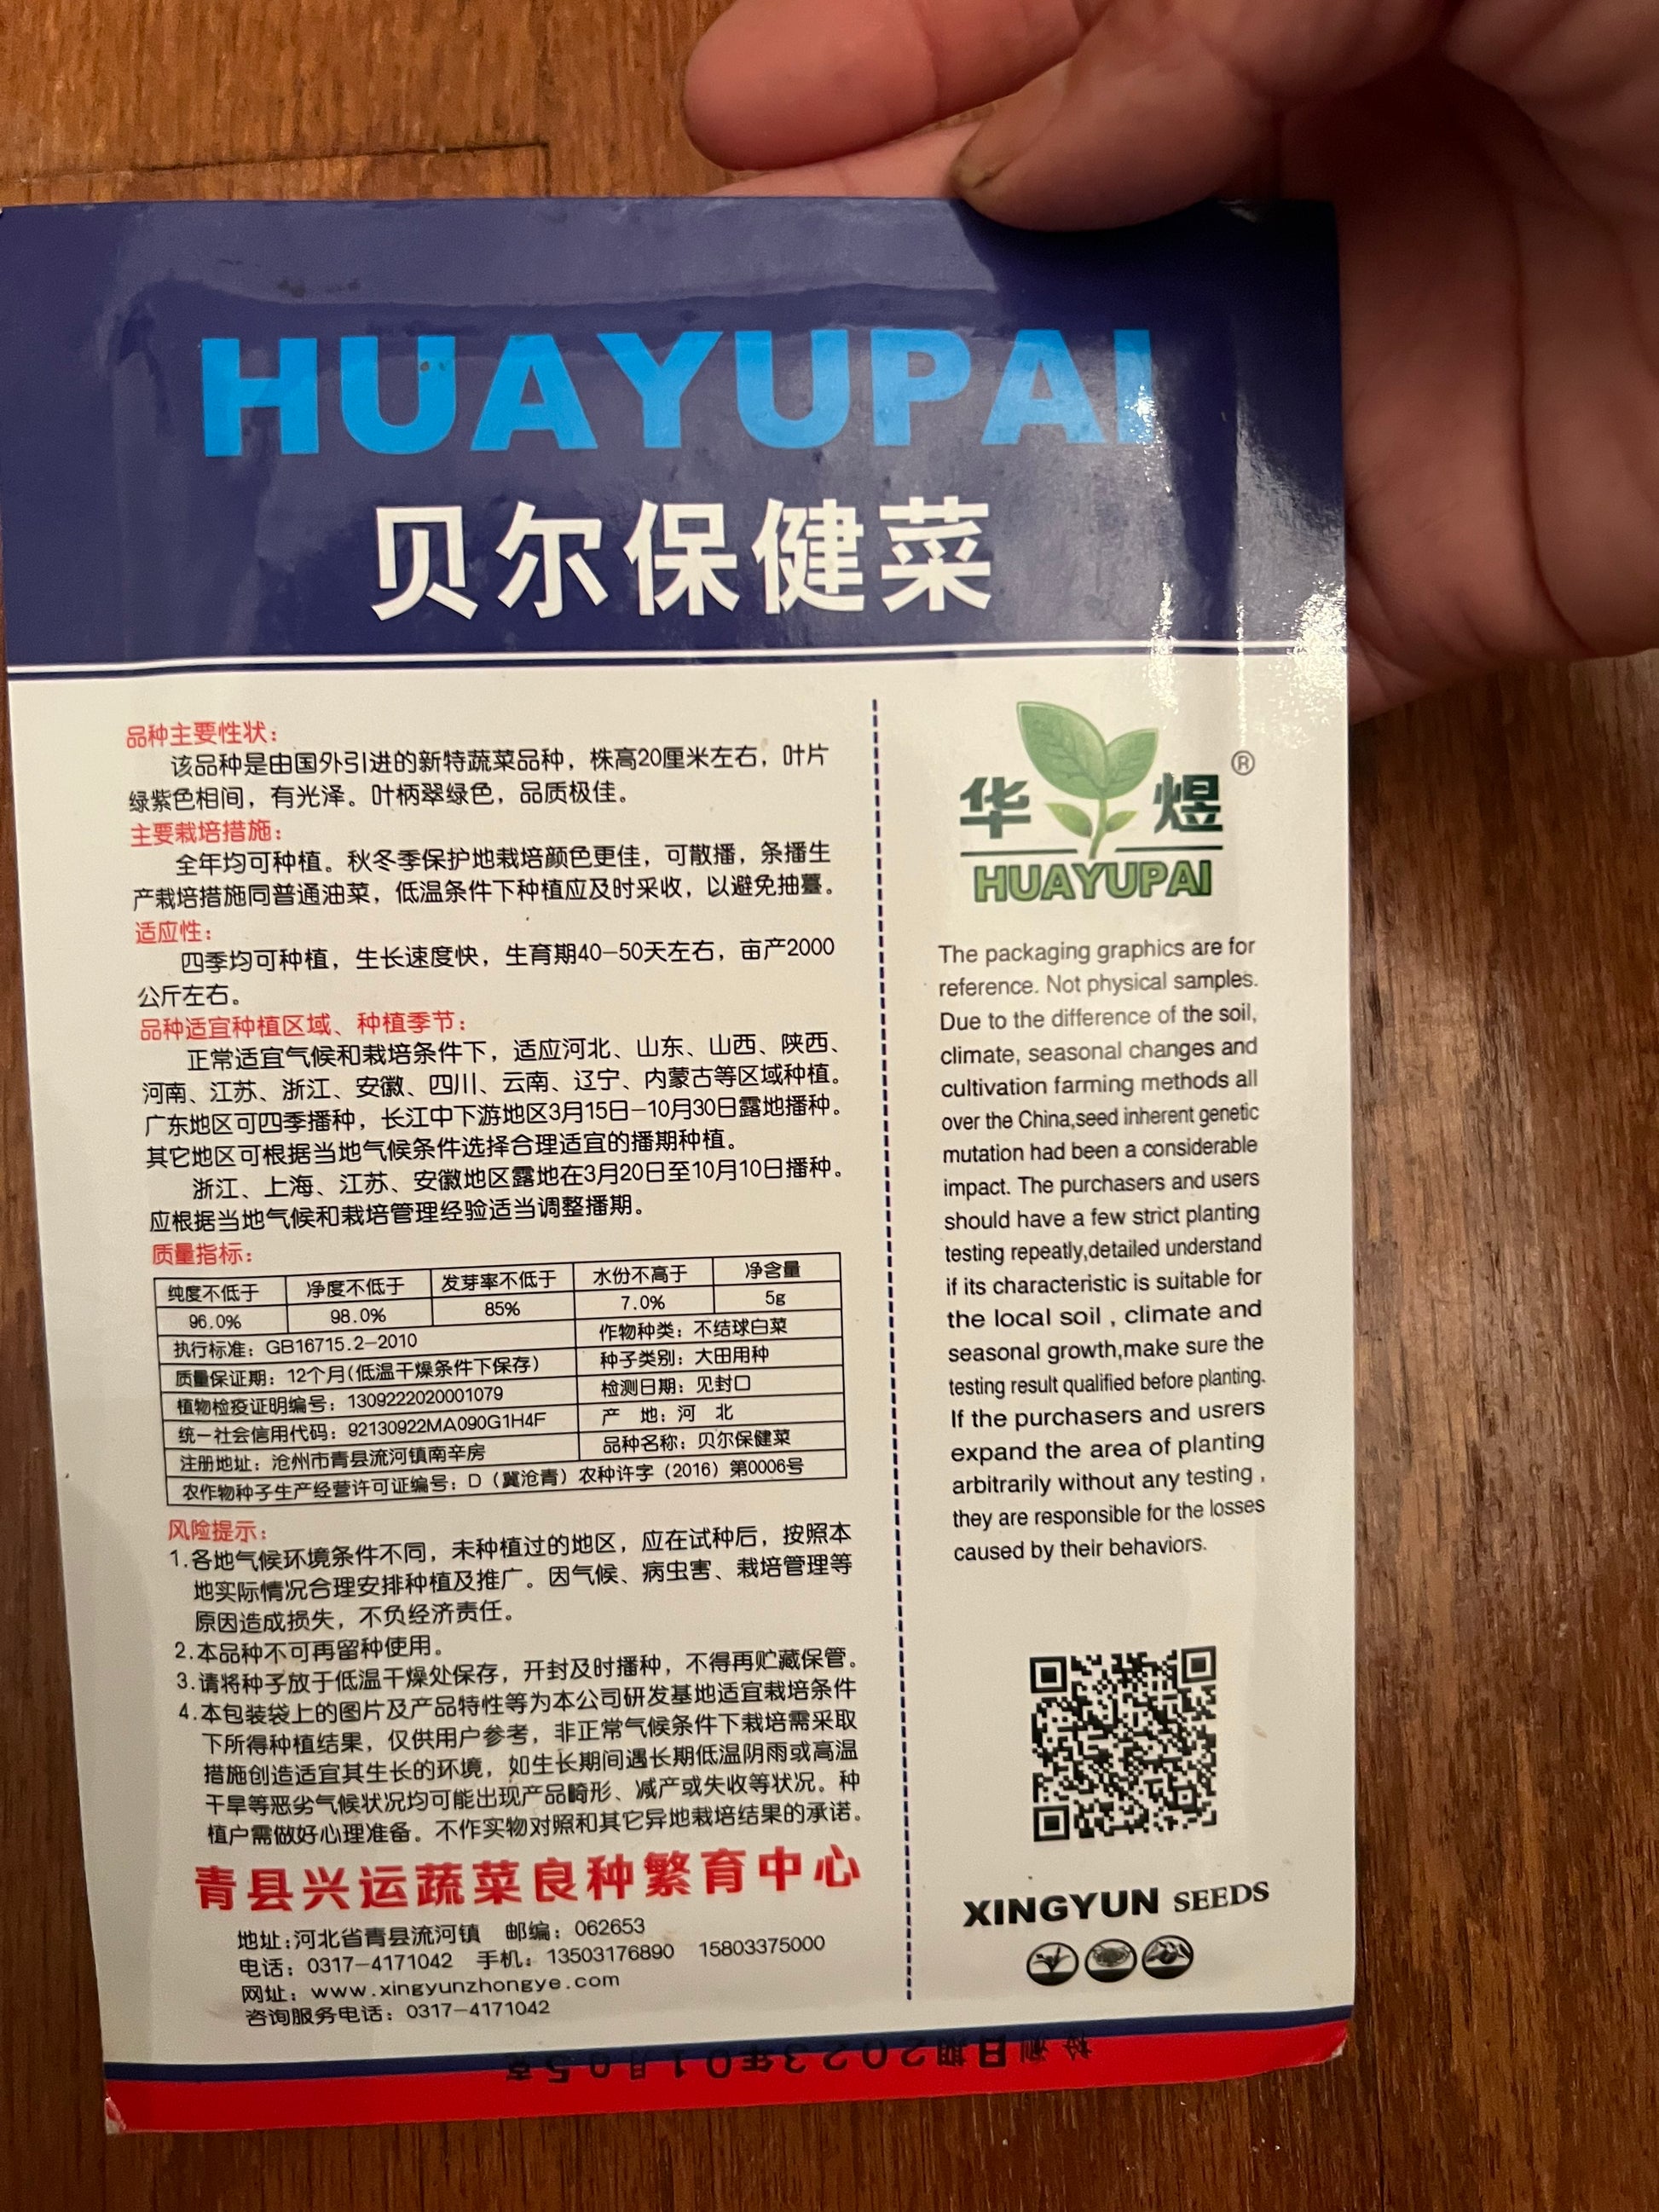 HUAYUPAI
贝尔保健菜
品种主要性状：
该品种是由国外引进的新特蔬菜品种，株高20厘米左右，叶片
绿紫色相间，有光泽。叶柄翠绿色，品质极佳。
主要栽培措施：
全年均可种植。秋冬季保护地栽培颜色更佳，可散播，条播生
产栽培措施同普通油菜，低温条件下种植应及时采收，以避免抽薹。
适应性：
四季均可种植，生长速度快，生育期40-50天左右，亩产2000
公斤左右。
品种适宜种植区域、种植季节：
正常适宜气候和栽培条件下，适应河北、山东、山西、陕西、
河南、江苏、浙江、安徽、四川、云南、辽宁、内蒙古等区域种植。
广东地区可四季播种，长江中下游地区3月15日-10月30日露地播种。
其它地区可根据当地气候条件选择合理适宜的播期种植。
浙江、上海、江苏、安徽地区露地在3月20日至10月10日播种。
应根据当地气候和栽培管理经验适当调整播期。
质量指标：
纯度不低于 净度不低于 发芽率不低于 水份不高于 净含量
96.0% 98.0% 85% 7.0% 5g
执行标准：GB16715.2-2010 作物种类：不结球白菜
质量保证期：12个月(低温干燥条件下保存) 种子类别：大田用种
植物检疫证明编号：1309222020001079 检测日期：见封口
统一社会信用代码：92130922MA090G1H4F 产 地：河 北
注册地址：沧州市青县流河镇南辛房 品种名称：贝尔保健菜
农作物种子生产经营许可证编号：D（冀沧青）农种许字（2016）第0006号
风险提示：
1.各地气候环境条件不同，未种植过的地区，应在试种后，按照本
地实际情况合理安排种植及推广。因气候、病虫害、栽培管理等
原因造成损失，不负经济责任。
2.本品种不可再留种使用。
3.请将种子放于低温干燥处保存，开封及时播种，不得再贮藏保管。
4.本包装袋上的图片及产品特性等为本公司研发基地适宜栽培条件
下所得种植结果，仅供用户参考，非正常气候条件下栽培需采取
措施创造适宜其生长的环境，如生长期间遇长期低温阴雨或高温
干旱等恶劣气候状况均可能出现产品畸形、减产或失收等状况。种
植户需做好心理准备。不作实物对照和其它异地栽培结果的承诺。
青县兴运蔬菜良种繁育中心
地址：河北省青县流河镇 邮编：062653
电话：0317-4171042 手机：13503176890 15803375000
网址：www.xingyunzhongye.com
咨询服务电话：0317-4171042
华煜®
HUAYUPAI
The packaging graphics are for
reference. Not physical samples.
Due to the difference of the soil,
climate, seasonal changes and
cultivation farming methods all
over the China,seed inherent genetic
mutation had been a considerable
impact. The purchasers and users
should have a few strict planting
testing repeatly,detailed understand
if its characteristic is suitable for
the local soil , climate and
seasonal growth,make sure the
testing result qualified before planting.
If the purchasers and usrers
expand the area of planting
arbitrarily without any testing ,
they are responsible for the losses
caused by their behaviors.
XINGYUN SEEDS
检测日期2023年01月05克